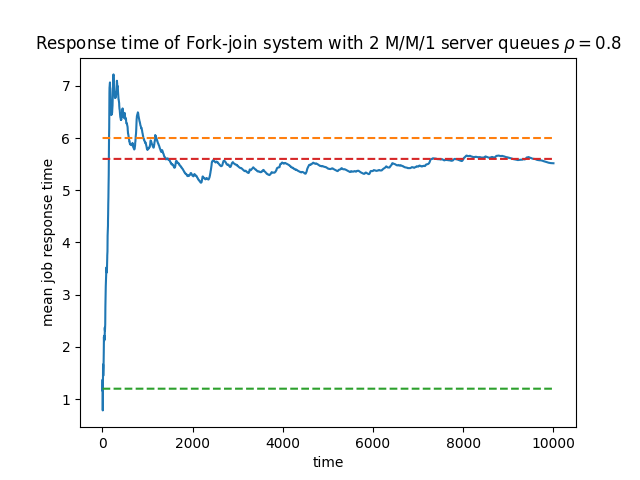 Response time of Fork-join system with 2 M/M/1 server queues ρ = 0.8
mean job response time
7
6
5
4
3
2
1
0 2000 4000 6000 8000 10000
time